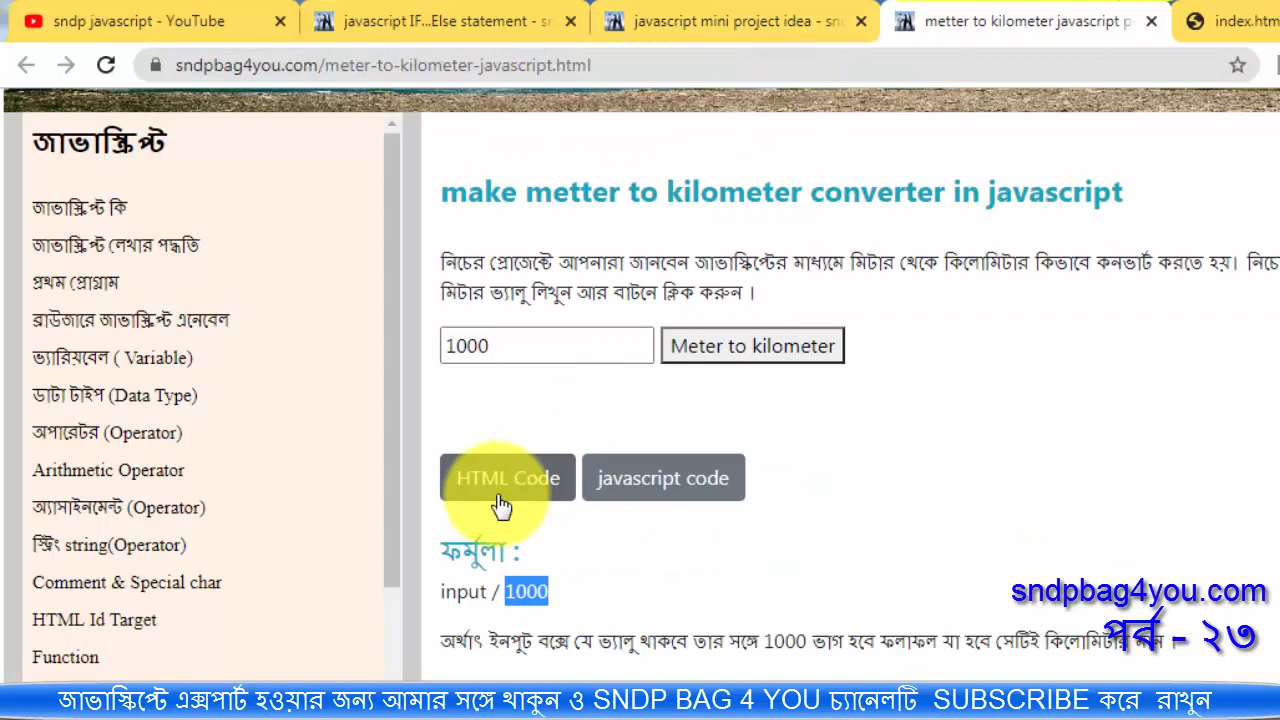 sndp javascript - YouTube
javascript IF...Else statement - sn
javascript mini project idea - snd
metter to kilometer javascript p
index.htm
sndpbag4you.com/meter-to-kilometer-javascript.html
জাভাস্ক্রিপ্ট
জাভাস্ক্রিপ্ট কি
জাভাস্ক্রিপ্ট লেখার পদ্ধতি
প্রথম প্রোগ্রাম
ব্রাউজারে জাভাস্ক্রিপ্ট এনেবেল
ভ্যারিয়বেল ( Variable)
ডাটা টাইপ (Data Type)
অপারেটর (Operator)
Arithmetic Operator
অ্যাসাইনমেন্ট (Operator)
স্ট্রিং string(Operator)
Comment & Special char
HTML Id Target
Function
make metter to kilometer converter in javascript
নিচের প্রোজেক্টে আপনারা জানবেন জাভাস্ক্রিপ্টের মাধ্যমে মিটার থেকে কিলোমিটার কিভাবে কনভার্ট করতে হয়। নিচে
মিটার ভ্যালু লিখুন আর বাটনে ক্লিক করুন ।
1000
Meter to kilometer
HTML Code
javascript code
ফর্মুলা :
input / 1000
অর্থাৎ ইনপুট বক্সে যে ভ্যালু থাকবে তার সঙ্গে 1000 ভাগ হবে ফলাফল যা হবে সেটিই কিলোমিটার মান ।
sndpbag4you.com
পর্ব - ২৩
জাভাস্ক্রিপ্টে এক্সপার্ট হওয়ার জন্য আমার সঙ্গে থাকুন ও SNDP BAG 4 YOU চ্যানেলটি SUBSCRIBE করে রাখুন